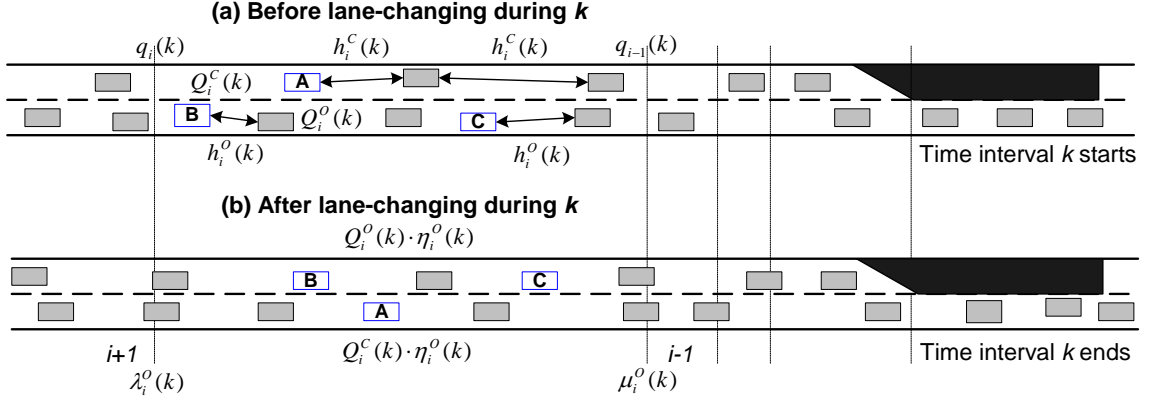 (a) Before lane-changing during k
q_i(k) h_i^C(k) h_i^C(k) q_{i-1}(k)
Q_i^C(k) A
B Q_i^O(k) C
h_i^O(k) h_i^O(k) Time interval k starts
(b) After lane-changing during k
Q_i^O(k)·η_i^O(k)
B C
A
i+1 Q_i^C(k)·η_i^O(k) i-1 Time interval k ends
λ_i^O(k) μ_i^O(k)